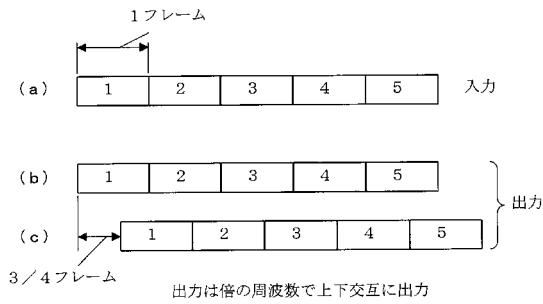 1フレーム
(a) 1 2 3 4 5 入力
(b) 1 2 3 4 5
出力
(c) 1 2 3 4 5
3/4フレーム
出力は倍の周波数で上下交互に出力